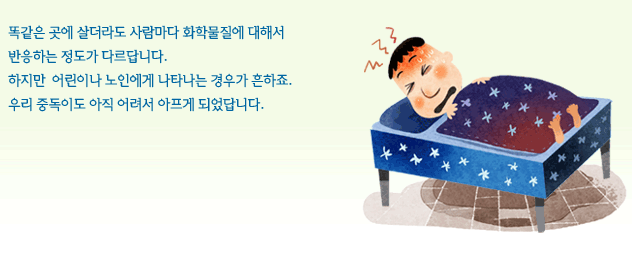 똑같은 곳에 살더라도 사람마다 화학물질에 대해서
반응하는 정도가 다르답니다.
하지만 어린이나 노인에게 나타나는 경우가 흔하죠.
우리 중독이도 아직 어려서 아프게 되었답니다.